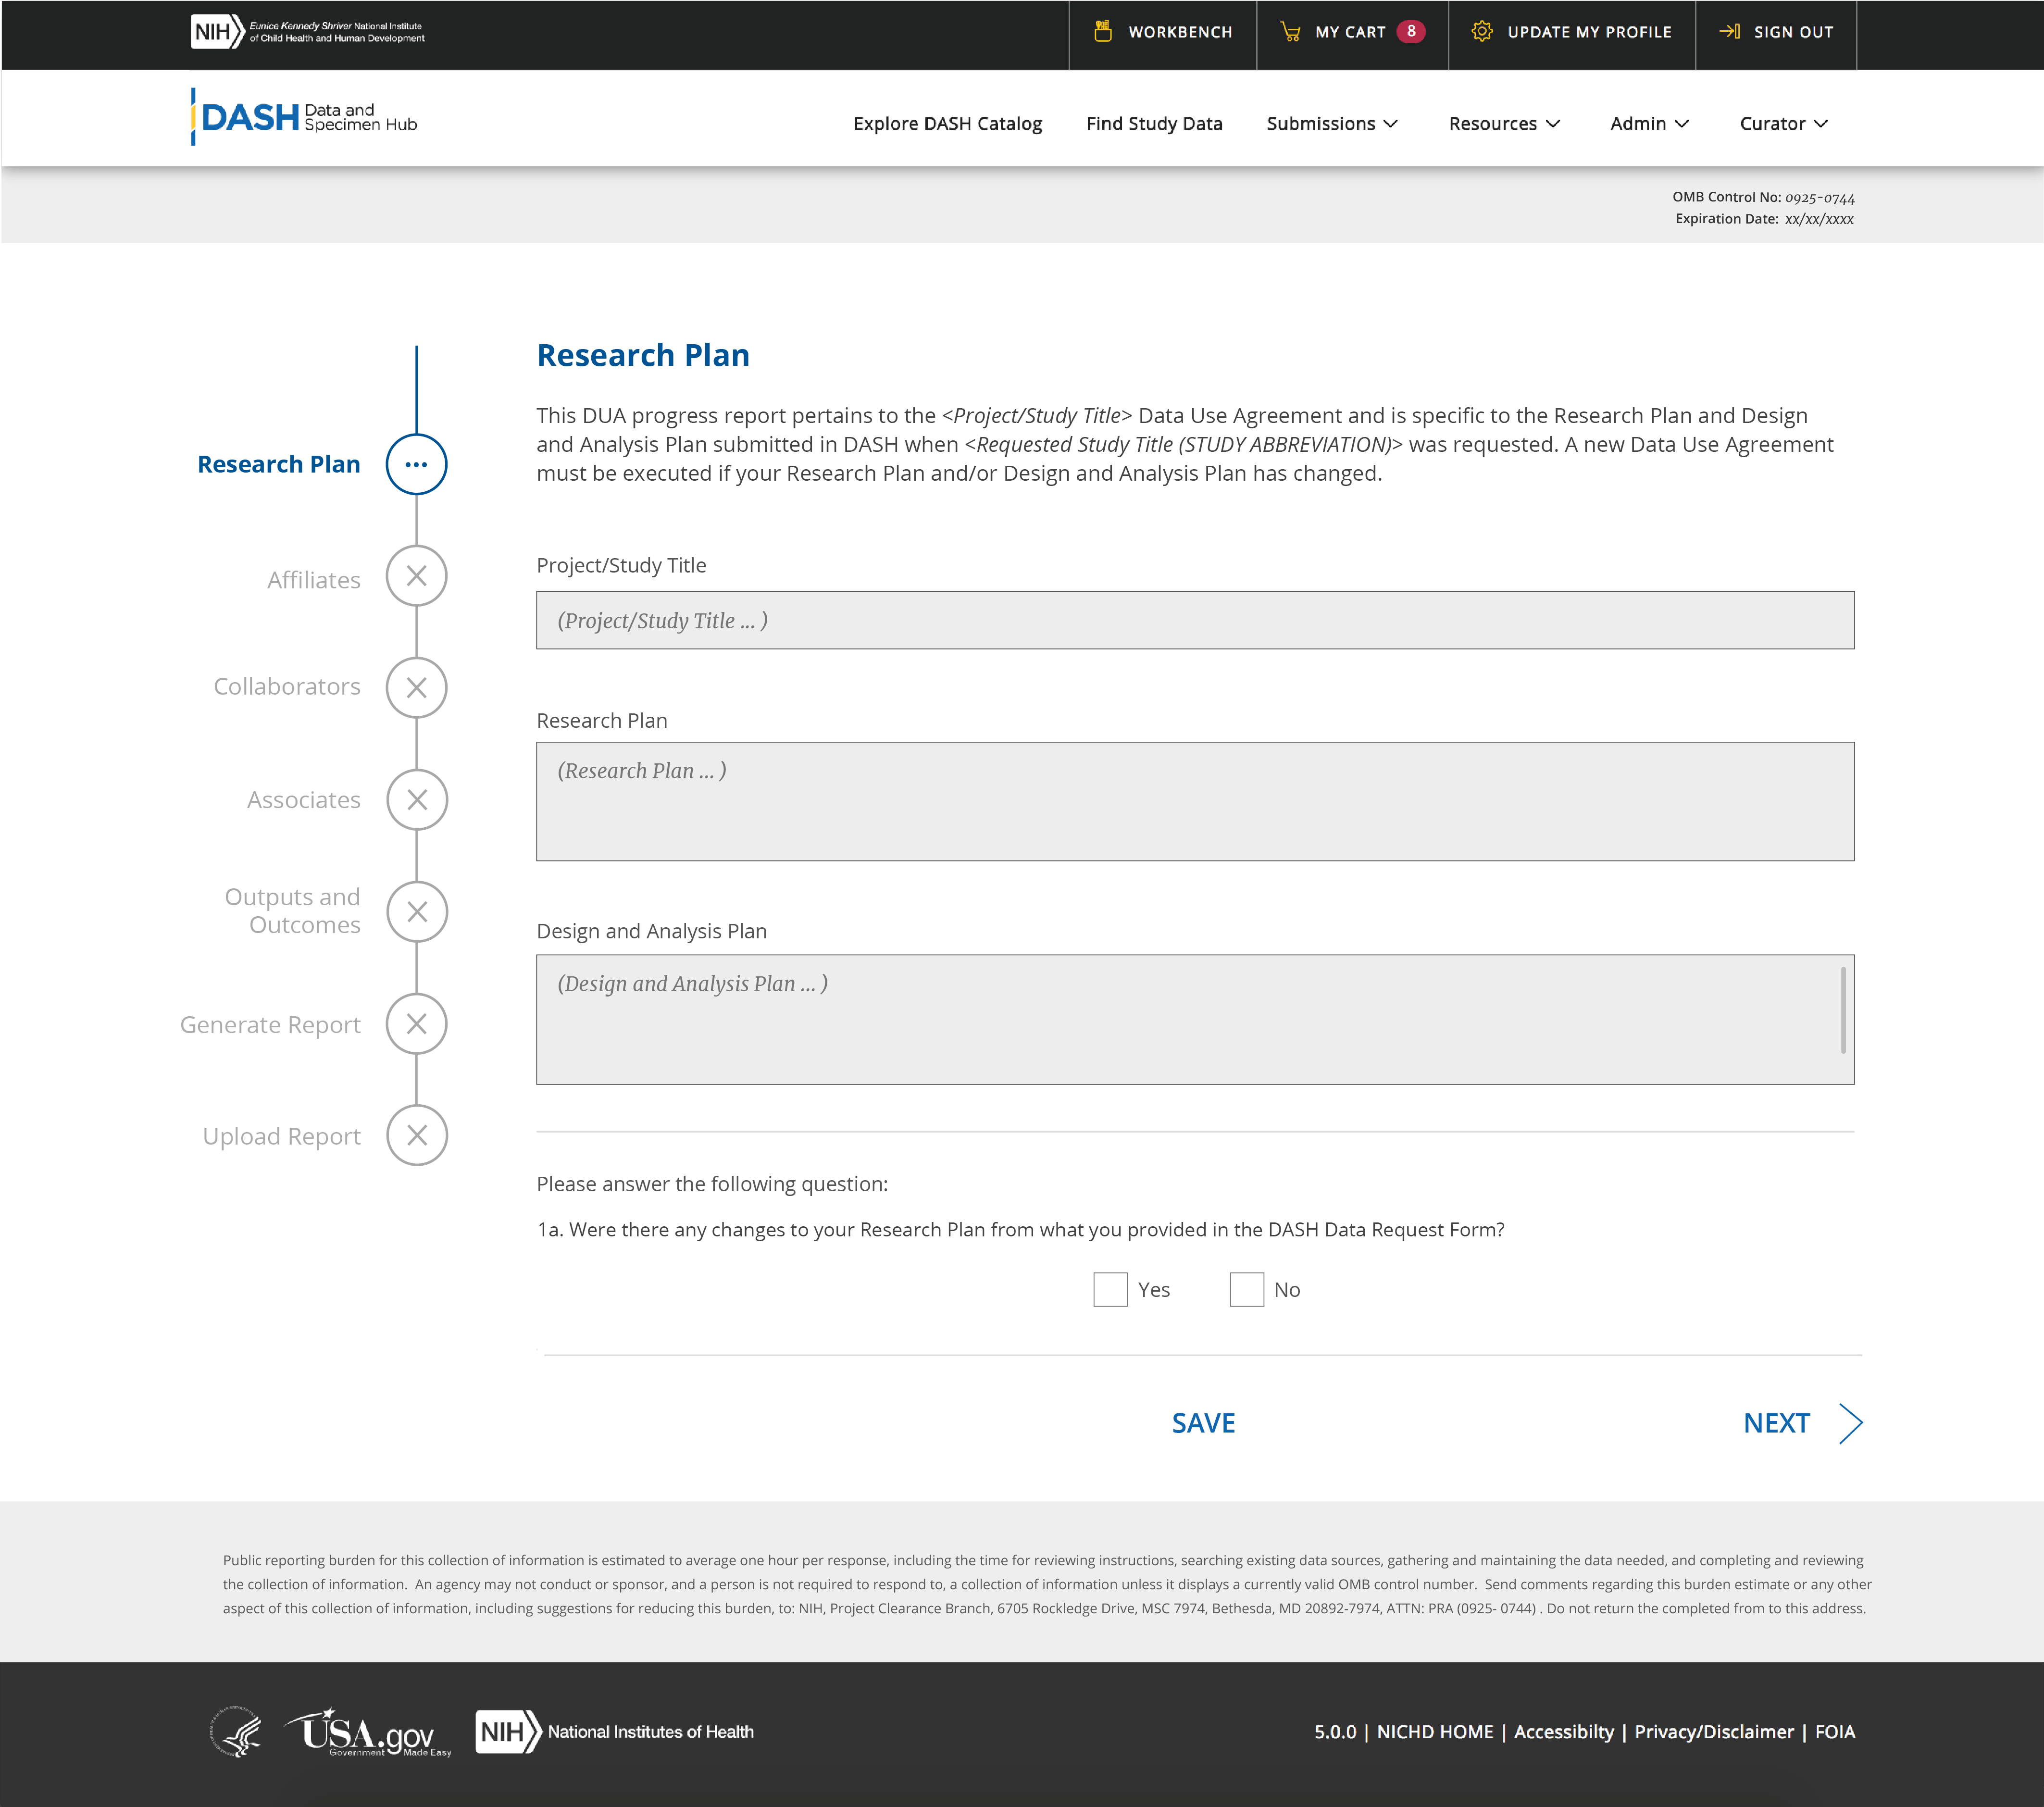 NIH Eunice Kennedy Shriver National Institute
of Child Health and Human Development
WORKBENCH
MY CART 8
UPDATE MY PROFILE
SIGN OUT
DASH Data and
Specimen Hub
Explore DASH Catalog
Find Study Data
Submissions
Resources
Admin
Curator
OMB Control No: 0925-0744
Expiration Date: xx/xx/xxxx
Research Plan
Affiliates
Collaborators
Associates
Outputs and
Outcomes
Generate Report
Upload Report
Research Plan
This DUA progress report pertains to the <Project/Study Title> Data Use Agreement and is specific to the Research Plan and Design
and Analysis Plan submitted in DASH when <Requested Study Title (STUDY ABBREVIATION)> was requested. A new Data Use Agreement
must be executed if your Research Plan and/or Design and Analysis Plan has changed.
Project/Study Title
(Project/Study Title ... )
Research Plan
(Research Plan ... )
Design and Analysis Plan
(Design and Analysis Plan ... )
Please answer the following question:
1a. Were there any changes to your Research Plan from what you provided in the DASH Data Request Form?
Yes
No
SAVE
NEXT
Public reporting burden for this collection of information is estimated to average one hour per response, including the time for reviewing instructions, searching existing data sources, gathering and maintaining the data needed, and completing and reviewing
the collection of information. An agency may not conduct or sponsor, and a person is not required to respond to, a collection of information unless it displays a currently valid OMB control number. Send comments regarding this burden estimate or any other
aspect of this collection of information, including suggestions for reducing this burden, to: NIH, Project Clearance Branch, 6705 Rockledge Drive, MSC 7974, Bethesda, MD 20892-7974, ATTN: PRA (0925- 0744) . Do not return the completed from to this address.
USA.gov
Government Made Easy
NIH National Institutes of Health
5.0.0 | NICHD HOME | Accessibilty | Privacy/Disclaimer | FOIA